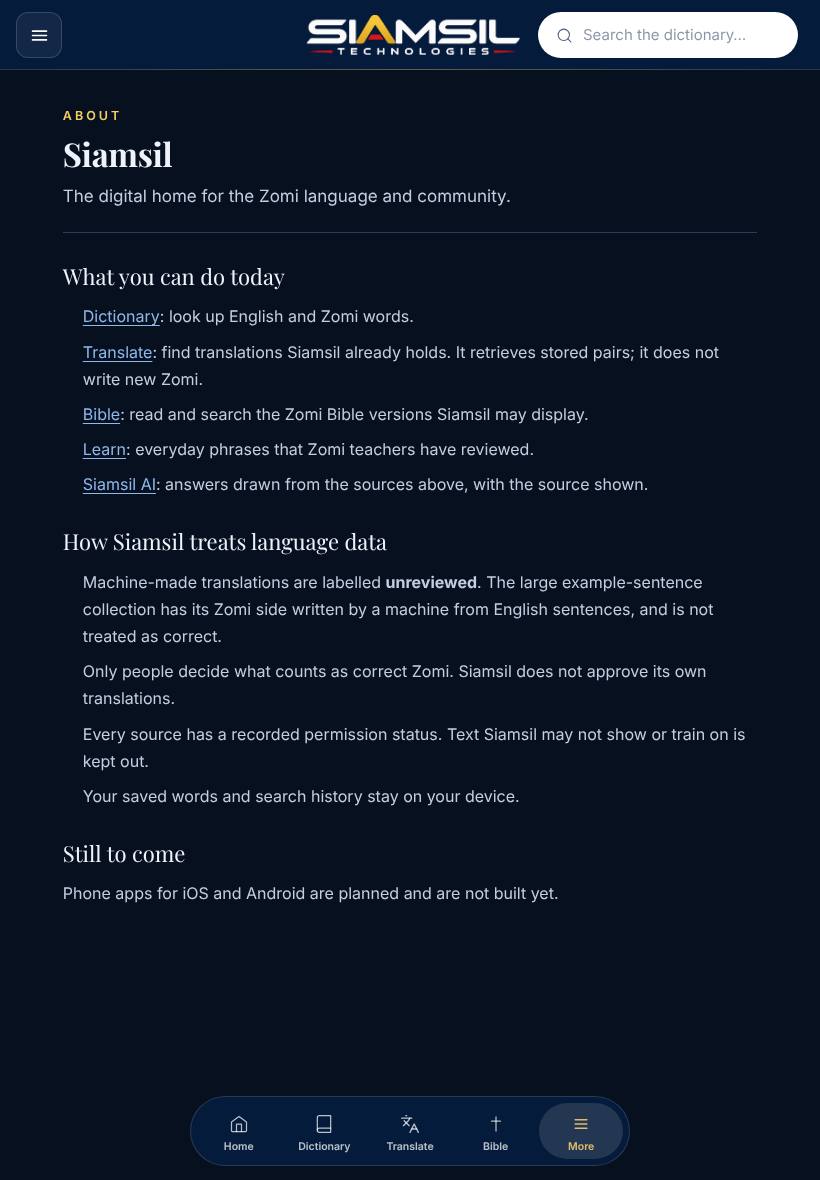 SIAMSIL
TECHNOLOGIES
Search the dictionary...
ABOUT
Siamsil
The digital home for the Zomi language and community.
What you can do today
Dictionary: look up English and Zomi words.
Translate: find translations Siamsil already holds. It retrieves stored pairs; it does not
write new Zomi.
Bible: read and search the Zomi Bible versions Siamsil may display.
Learn: everyday phrases that Zomi teachers have reviewed.
Siamsil AI: answers drawn from the sources above, with the source shown.
How Siamsil treats language data
Machine-made translations are labelled unreviewed. The large example-sentence
collection has its Zomi side written by a machine from English sentences, and is not
treated as correct.
Only people decide what counts as correct Zomi. Siamsil does not approve its own
translations.
Every source has a recorded permission status. Text Siamsil may not show or train on is
kept out.
Your saved words and search history stay on your device.
Still to come
Phone apps for iOS and Android are planned and are not built yet.
Home Dictionary Translate Bible More